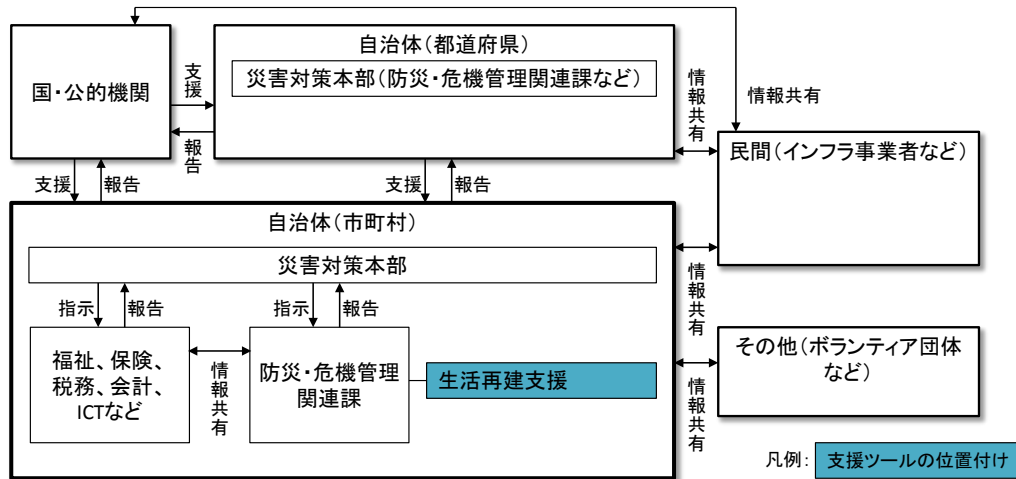 国・公的機関
支援
報告
自治体（都道府県）
災害対策本部（防災・危機管理関連課など）
情報共有
情報共有
民間（インフラ事業者など）
支援
報告
支援
報告
自治体（市町村）
災害対策本部
指示
報告
指示
報告
福祉、保険、
税務、会計、
ICTなど
情報共有
防災・危機管理
関連課
生活再建支援
情報共有
その他（ボランティア団体
など）
情報共有
凡例：
支援ツールの位置付け